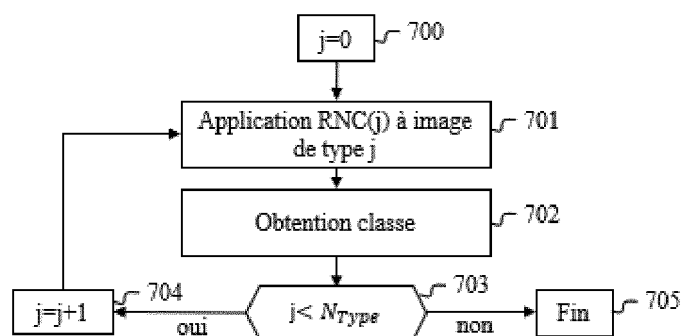 j=0
700
Application RNC(j) à image
de type j
701
Obtention classe
702
703
j< N_Type
704
j=j+1
oui
non
Fin
705